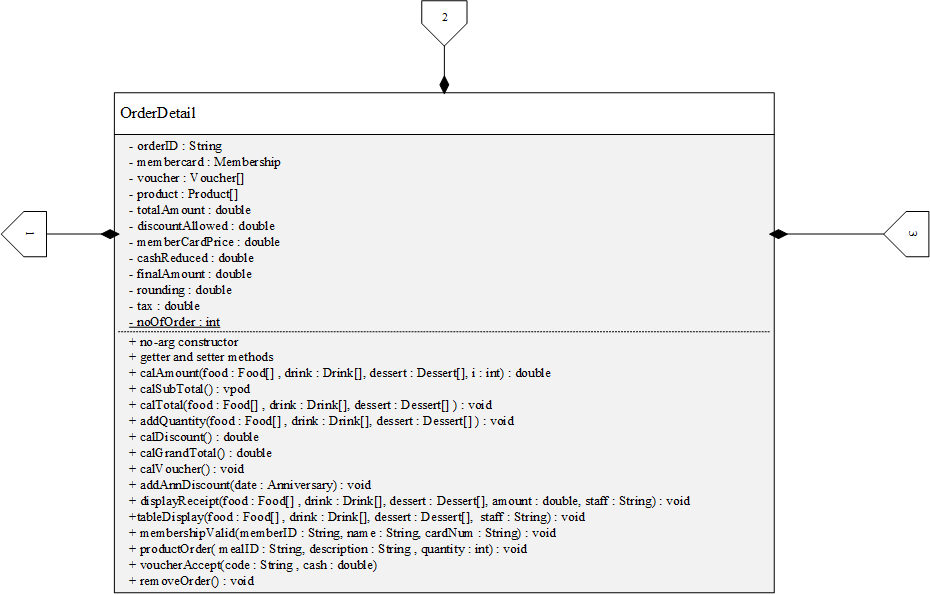 2
OrderDetail
- orderID : String
- membercard : Membership
- voucher : Voucher[]
- product : Product[]
- totalAmount : double
- discountAllowed : double
- memberCardPrice : double
- cashReduced : double
- finalAmount : double
- rounding : double
- tax : double
- noOfOrder : int
1
3
+ no-arg constructor
+ getter and setter methods
+ calAmount(food : Food[] , drink : Drink[], dessert : Dessert[], i : int) : double
+ calSubTotal() : vpod
+ calTotal(food : Food[] , drink : Drink[], dessert : Dessert[] ) : void
+ addQuantity(food : Food[] , drink : Drink[], dessert : Dessert[] ) : void
+ calDiscount() : double
+ calGrandTotal() : double
+ calVoucher() : void
+ addAnnDiscount(date : Anniversary) : void
+ displayReceipt(food : Food[] , drink : Drink[], dessert : Dessert[], amount : double, staff : String) : void
+tableDisplay(food : Food[] , drink : Drink[], dessert : Dessert[], staff : String) : void
+ membershipValid(memberID : String, name : String, cardNum : String) : void
+ productOrder( mealID : String, description : String , quantity : int) : void
+ voucherAccept(code : String , cash : double)
+ removeOrder() : void